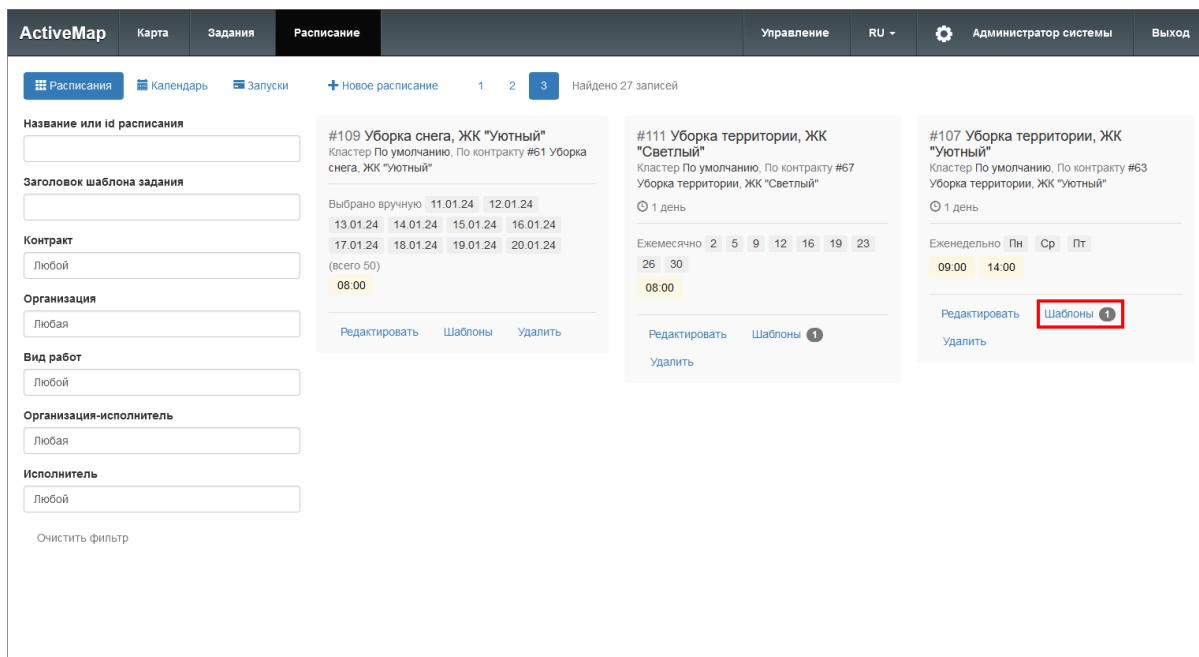 ActiveMap Карта Задания Расписание Управление RU Администратор системы Выход
Расписания Календарь Запуски Новое расписание 1 2 3 Найдено 27 записей
Название или id расписания
Заголовок шаблона задания
Контракт
Любой
Организация
Любая
Вид работ
Любой
Организация-исполнитель
Любая
Исполнитель
Любой
Очистить фильтр
#109 Уборка снега, ЖК "Уютный"
Кластер По умолчанию, По контракту #61 Уборка
снега, ЖК "Уютный"
Выбрано вручную 11.01.24 12.01.24
13.01.24 14.01.24 15.01.24 16.01.24
17.01.24 18.01.24 19.01.24 20.01.24
(всего 50)
08:00
Редактировать Шаблоны Удалить
#111 Уборка территории, ЖК
"Светлый"
Кластер По умолчанию, По контракту #67
Уборка территории, ЖК "Светлый"
1 день
Ежемесячно 2 5 9 12 16 19 23
26 30
08:00
Редактировать Шаблоны 1
Удалить
#107 Уборка территории, ЖК
"Уютный"
Кластер По умолчанию, По контракту #63
Уборка территории, ЖК "Уютный"
1 день
Еженедельно Пн Ср Пт
09:00 14:00
Редактировать Шаблоны 1
Удалить